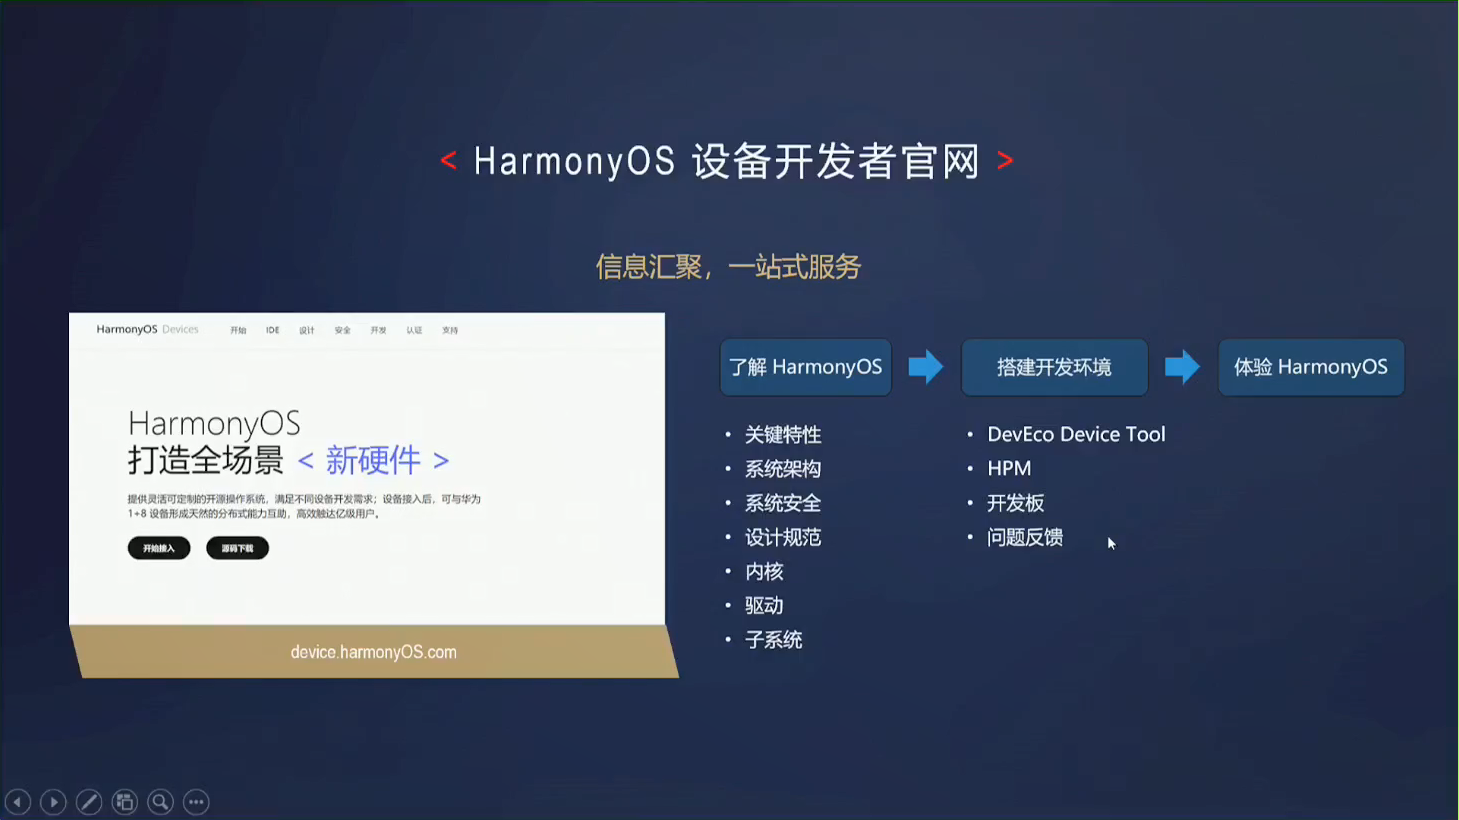 < HarmonyOS 设备开发者官网 >
信息汇聚，一站式服务
HarmonyOS Devices 开始 IDE 设计 安全 开发 认证 支持
HarmonyOS
打造全场景 < 新硬件 >
提供灵活可定制的开源操作系统，满足不同设备开发需求；设备接入后，可与华为
1+8 设备形成天然的分布式能力互助，高效触达亿级用户。
开始接入 源码下载
device.harmonyOS.com
了解 HarmonyOS
• 关键特性
• 系统架构
• 系统安全
• 设计规范
• 内核
• 驱动
• 子系统
搭建开发环境
• DevEco Device Tool
• HPM
• 开发板
• 问题反馈
体验 HarmonyOS